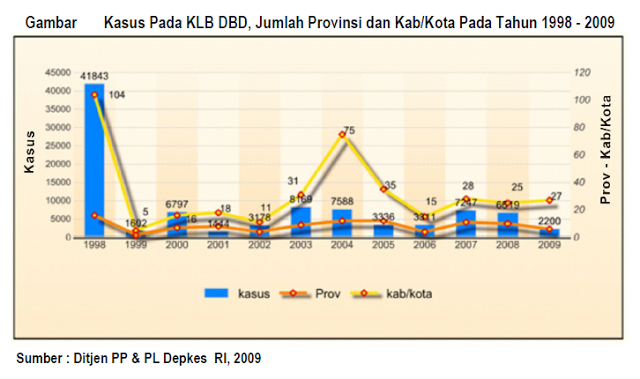 Gambar Kasus Pada KLB DBD, Jumlah Provinsi dan Kab/Kota Pada Tahun 1998 - 2009
45000 40000 35000 30000 25000 20000 15000 10000 5000 0
Kasus
120 100 80 60 40 20 0
Prov - Kab/Kota
41843 1602 6797 3178 8169 7588 3336 7247 6519 2200
104 5 16 18 11 31 75 35 15 28 25 27
1998 1999 2000 2001 2002 2003 2004 2005 2006 2007 2008 2009
kasus Prov kab/kota
Sumber : Ditjen PP & PL Depkes RI, 2009